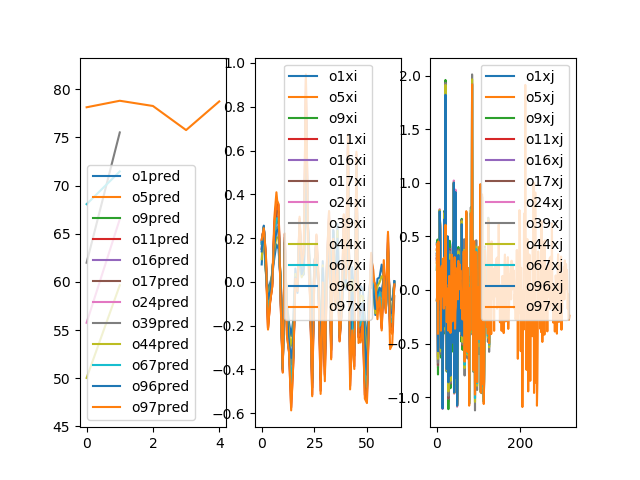 80
75
70
65
60
55
50
45
0
2
4
o1pred
o5pred
o9pred
o11pred
o16pred
o17pred
o24pred
o39pred
o44pred
o67pred
o96pred
o97pred
1.0
0.8
0.6
0.4
0.2
0.0
−0.2
−0.4
−0.6
0
25
50
o1xi
o5xi
o9xi
o11xi
o16xi
o17xi
o24xi
o39xi
o44xi
o67xi
o96xi
o97xi
2.0
1.5
1.0
0.5
0.0
−0.5
−1.0
0
200
o1xj
o5xj
o9xj
o11xj
o16xj
o17xj
o24xj
o39xj
o44xj
o67xj
o96xj
o97xj